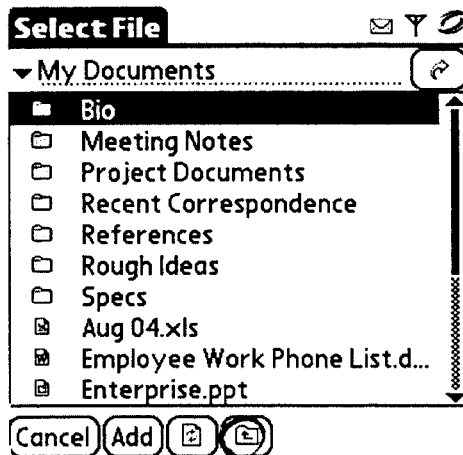 Select File
My Documents
Bio
Meeting Notes
Project Documents
Recent Correspondence
References
Rough Ideas
Specs
Aug 04.xls
Employee Work Phone List.d...
Enterprise.ppt
Cancel Add